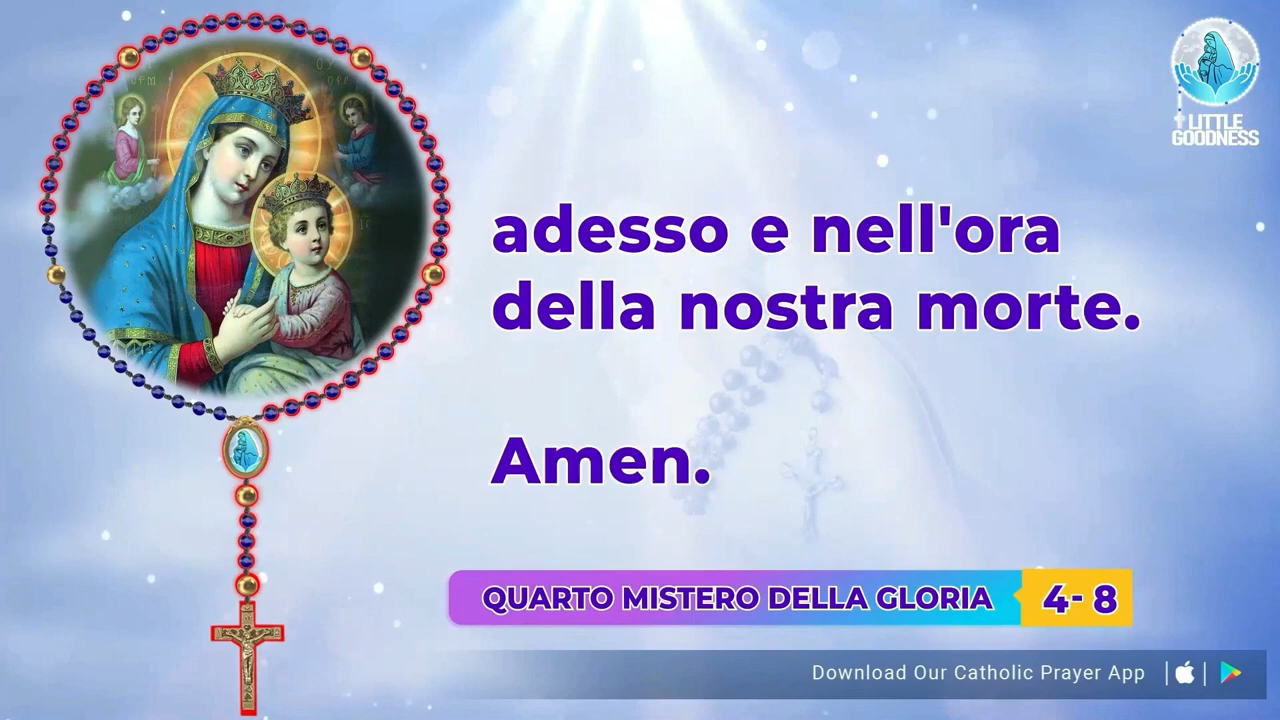 LITTLE
GOODNESS
adesso e nell'ora
della nostra morte.
Amen.
QUARTO MISTERO DELLA GLORIA
4- 8
Download Our Catholic Prayer App